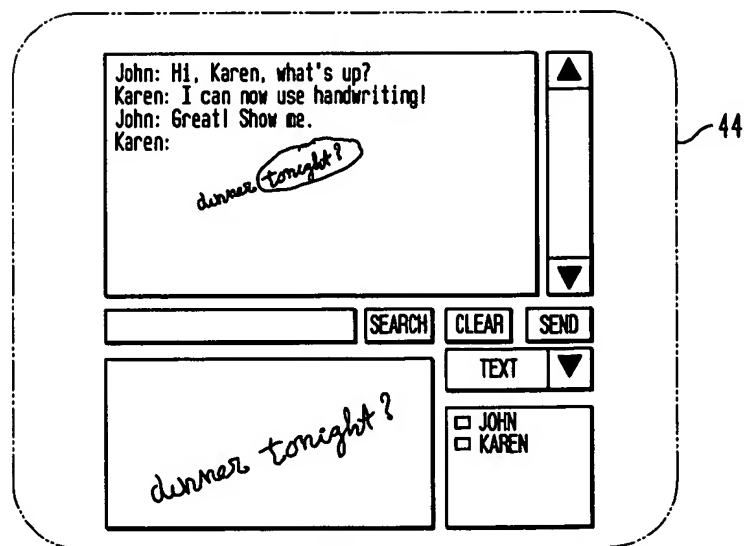 John: Hi, Karen, what's up?
Karen: I can now use handwriting!
John: Great! Show me.
Karen:
dinner tonight?
44
SEARCH CLEAR SEND
TEXT
dinner tonight?
JOHN
KAREN